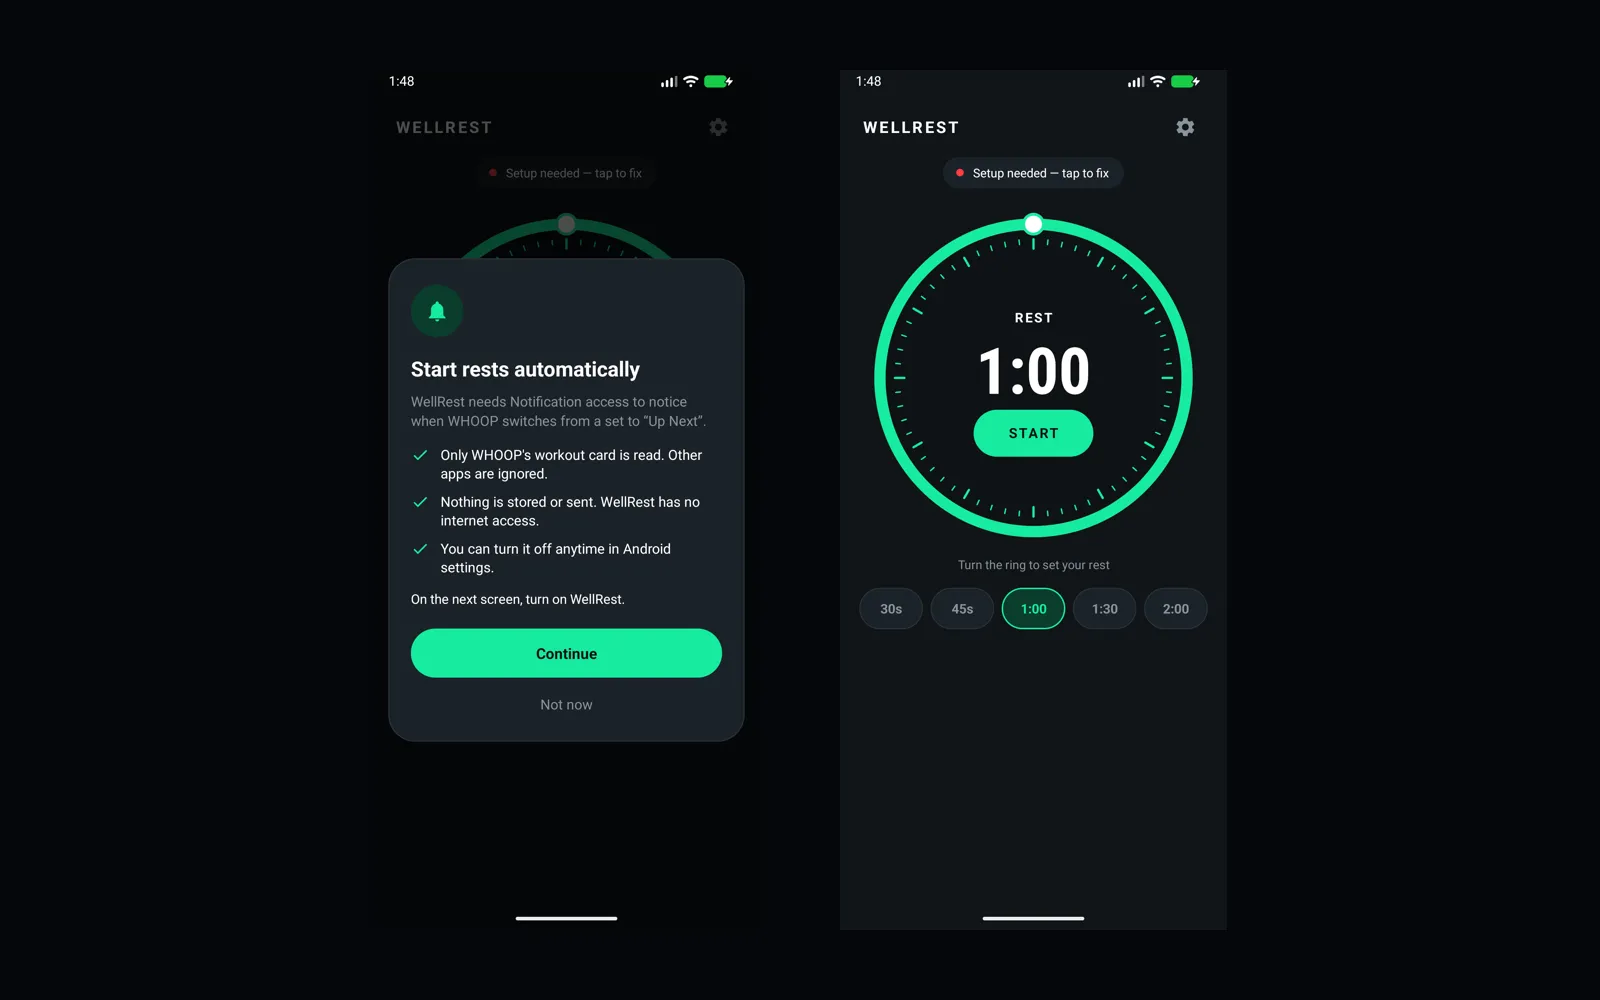 1:48
WELLREST
Setup needed — tap to fix
Start rests automatically
WellRest needs Notification access to notice
when WHOOP switches from a set to “Up Next”.
Only WHOOP's workout card is read. Other
apps are ignored.
Nothing is stored or sent. WellRest has no
internet access.
You can turn it off anytime in Android
settings.
On the next screen, turn on WellRest.
Continue
Not now
1:48
WELLREST
Setup needed — tap to fix
REST
1:00
START
Turn the ring to set your rest
30s 45s 1:00 1:30 2:00